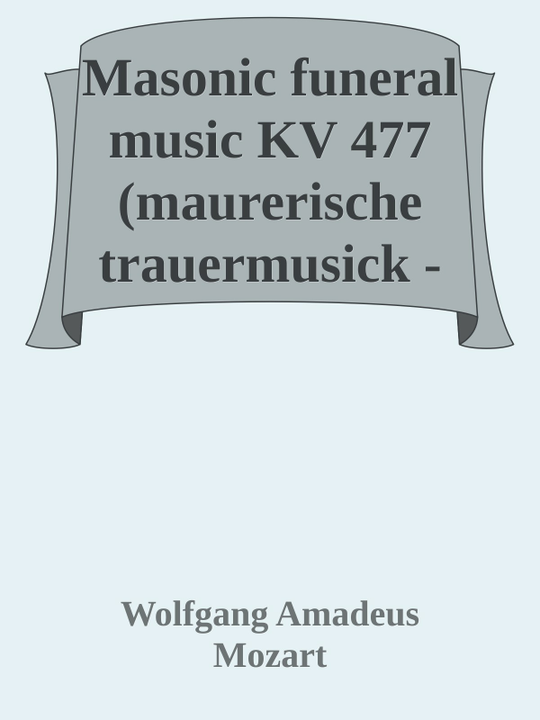 Masonic funeral
music KV 477
(maurerische
trauermusick -
Wolfgang Amadeus
Mozart